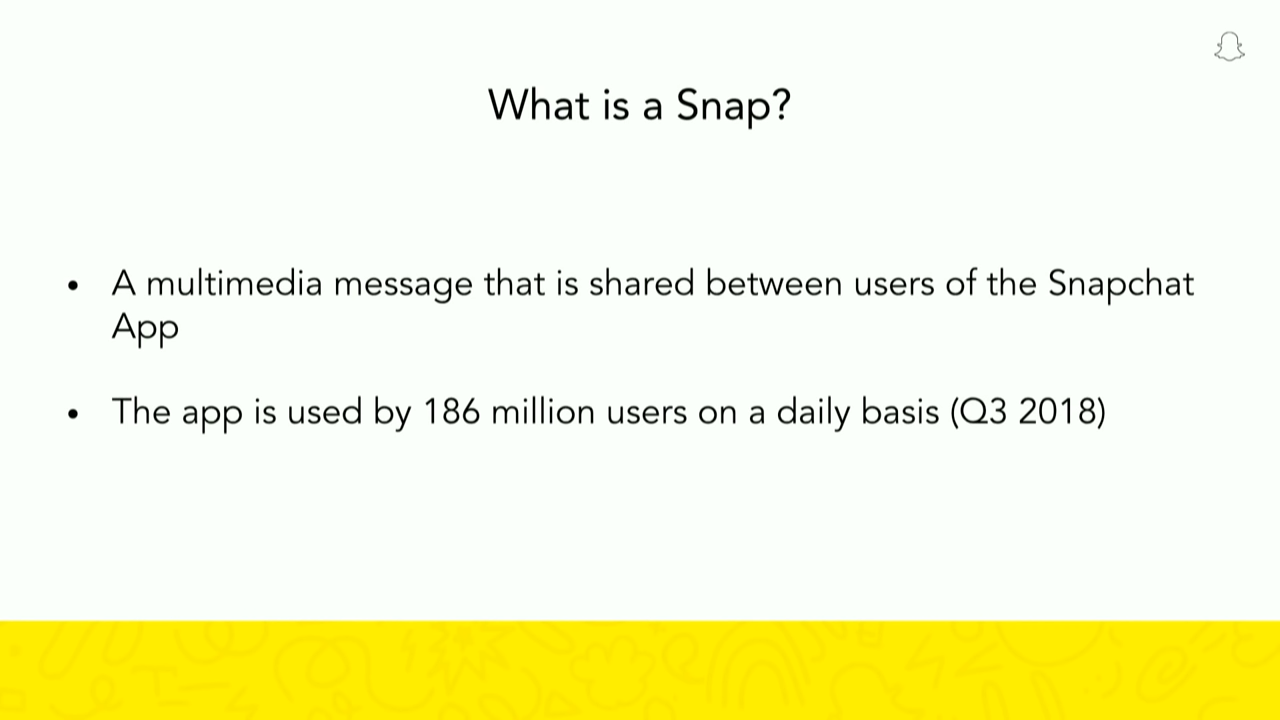 What is a Snap?
• A multimedia message that is shared between users of the Snapchat
App
• The app is used by 186 million users on a daily basis (Q3 2018)